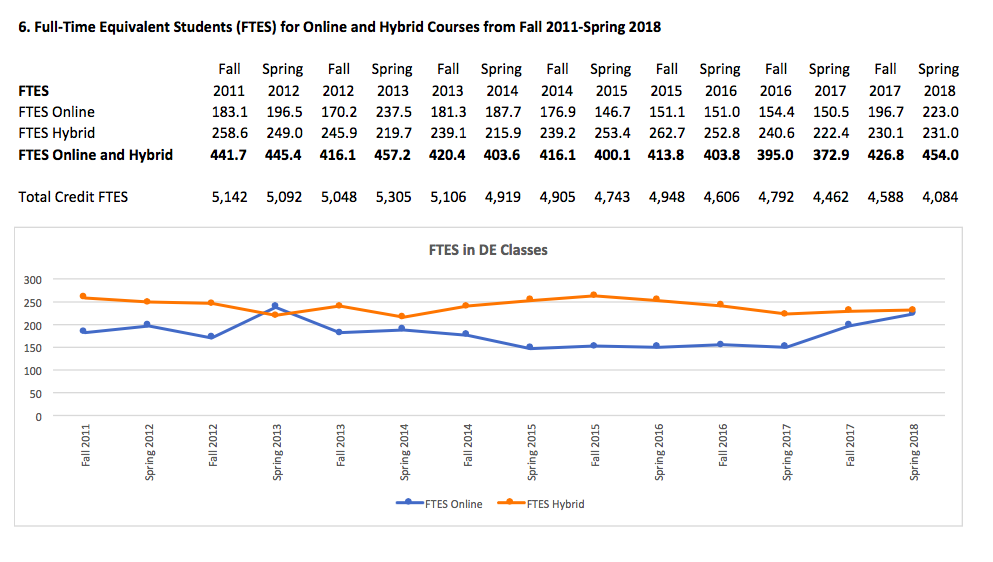 6. Full-Time Equivalent Students (FTES) for Online and Hybrid Courses from Fall 2011-Spring 2018
Fall Spring Fall Spring Fall Spring Fall Spring Fall Spring Fall Spring Fall Spring
FTES 2011 2012 2012 2013 2013 2014 2014 2015 2015 2016 2016 2017 2017 2018
FTES Online 183.1 196.5 170.2 237.5 181.3 187.7 176.9 146.7 151.1 151.0 154.4 150.5 196.7 223.0
FTES Hybrid 258.6 249.0 245.9 219.7 239.1 215.9 239.2 253.4 262.7 252.8 240.6 222.4 230.1 231.0
FTES Online and Hybrid 441.7 445.4 416.1 457.2 420.4 403.6 416.1 400.1 413.8 403.8 395.0 372.9 426.8 454.0
Total Credit FTES 5,142 5,092 5,048 5,305 5,106 4,919 4,905 4,743 4,948 4,606 4,792 4,462 4,588 4,084
FTES in DE Classes
300
250
200
150
100
50
0
Fall 2011
Spring 2012
Fall 2012
Spring 2013
Fall 2013
Spring 2014
Fall 2014
Spring 2015
Fall 2015
Spring 2016
Fall 2016
Spring 2017
Fall 2017
Spring 2018
FTES Online FTES Hybrid